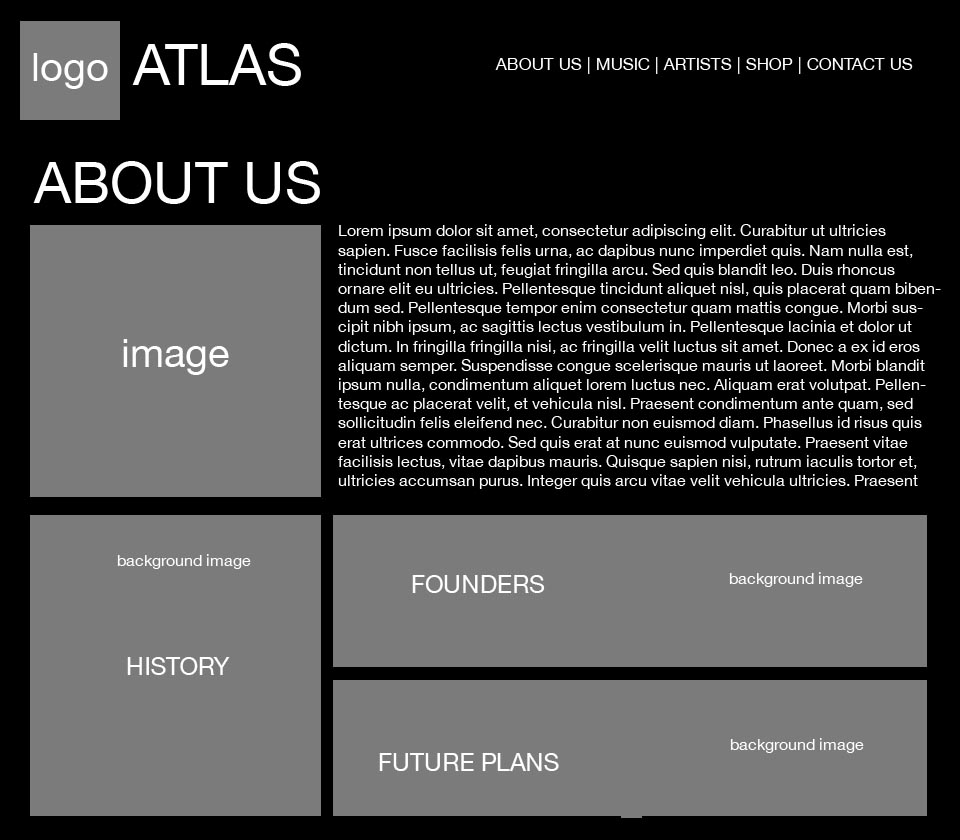 logo
ATLAS
ABOUT US | MUSIC | ARTISTS | SHOP | CONTACT US
ABOUT US
image
Lorem ipsum dolor sit amet, consectetur adipiscing elit. Curabitur ut ultricies
sapien. Fusce facilisis felis urna, ac dapibus nunc imperdiet quis. Nam nulla est,
tincidunt non tellus ut, feugiat fringilla arcu. Sed quis blandit leo. Duis rhoncus
ornare elit eu ultricies. Pellentesque tincidunt aliquet nisl, quis placerat quam biben-
dum sed. Pellentesque tempor enim consectetur quam mattis congue. Morbi sus-
cipit nibh ipsum, ac sagittis lectus vestibulum in. Pellentesque lacinia et dolor ut
dictum. In fringilla fringilla nisi, ac fringilla velit luctus sit amet. Donec a ex id eros
aliquam semper. Suspendisse congue scelerisque mauris ut laoreet. Morbi blandit
ipsum nulla, condimentum aliquet lorem luctus nec. Aliquam erat volutpat. Pellen-
tesque ac placerat velit, et vehicula nisl. Praesent condimentum ante quam, sed
sollicitudin felis eleifend nec. Curabitur non euismod diam. Phasellus id risus quis
erat ultrices commodo. Sed quis erat at nunc euismod vulputate. Praesent vitae
facilisis lectus, vitae dapibus mauris. Quisque sapien nisi, rutrum iaculis tortor et,
ultricies accumsan purus. Integer quis arcu vitae velit vehicula ultricies. Praesent
background image
HISTORY
FOUNDERS
background image
FUTURE PLANS
background image